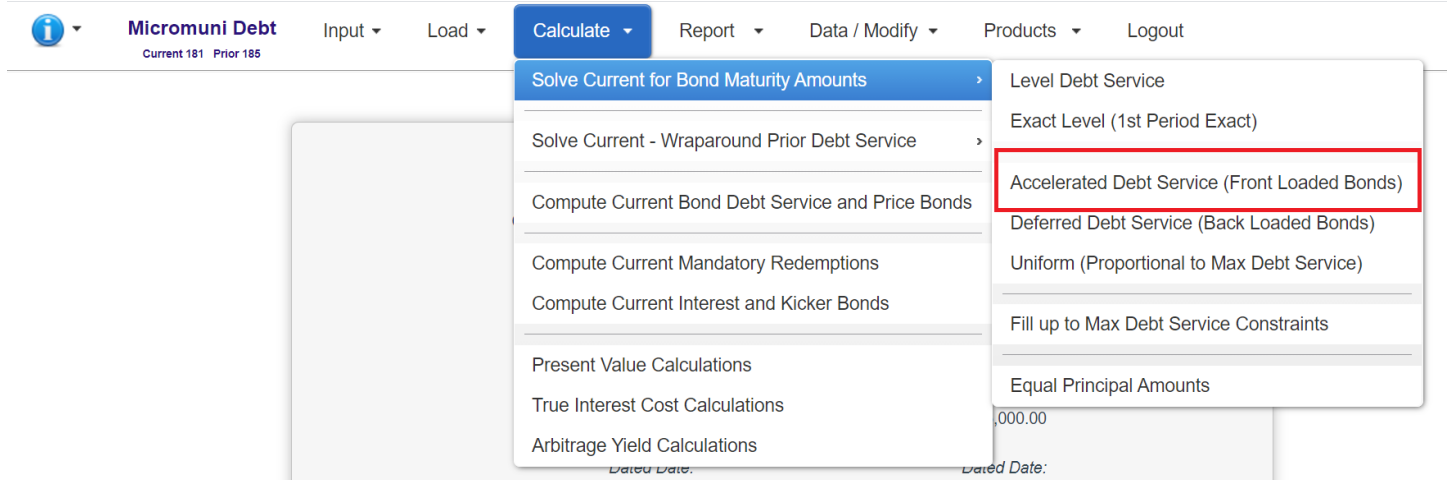 Micromuni Debt
Current 181 Prior 185
Input
Load
Calculate
Report
Data / Modify
Products
Logout
Solve Current for Bond Maturity Amounts
Solve Current - Wraparound Prior Debt Service
Compute Current Bond Debt Service and Price Bonds
Compute Current Mandatory Redemptions
Compute Current Interest and Kicker Bonds
Present Value Calculations
True Interest Cost Calculations
Arbitrage Yield Calculations
Level Debt Service
Exact Level (1st Period Exact)
Accelerated Debt Service (Front Loaded Bonds)
Deferred Debt Service (Back Loaded Bonds)
Uniform (Proportional to Max Debt Service)
Fill up to Max Debt Service Constraints
Equal Principal Amounts
,000.00
Dated Date:
Dated Date: